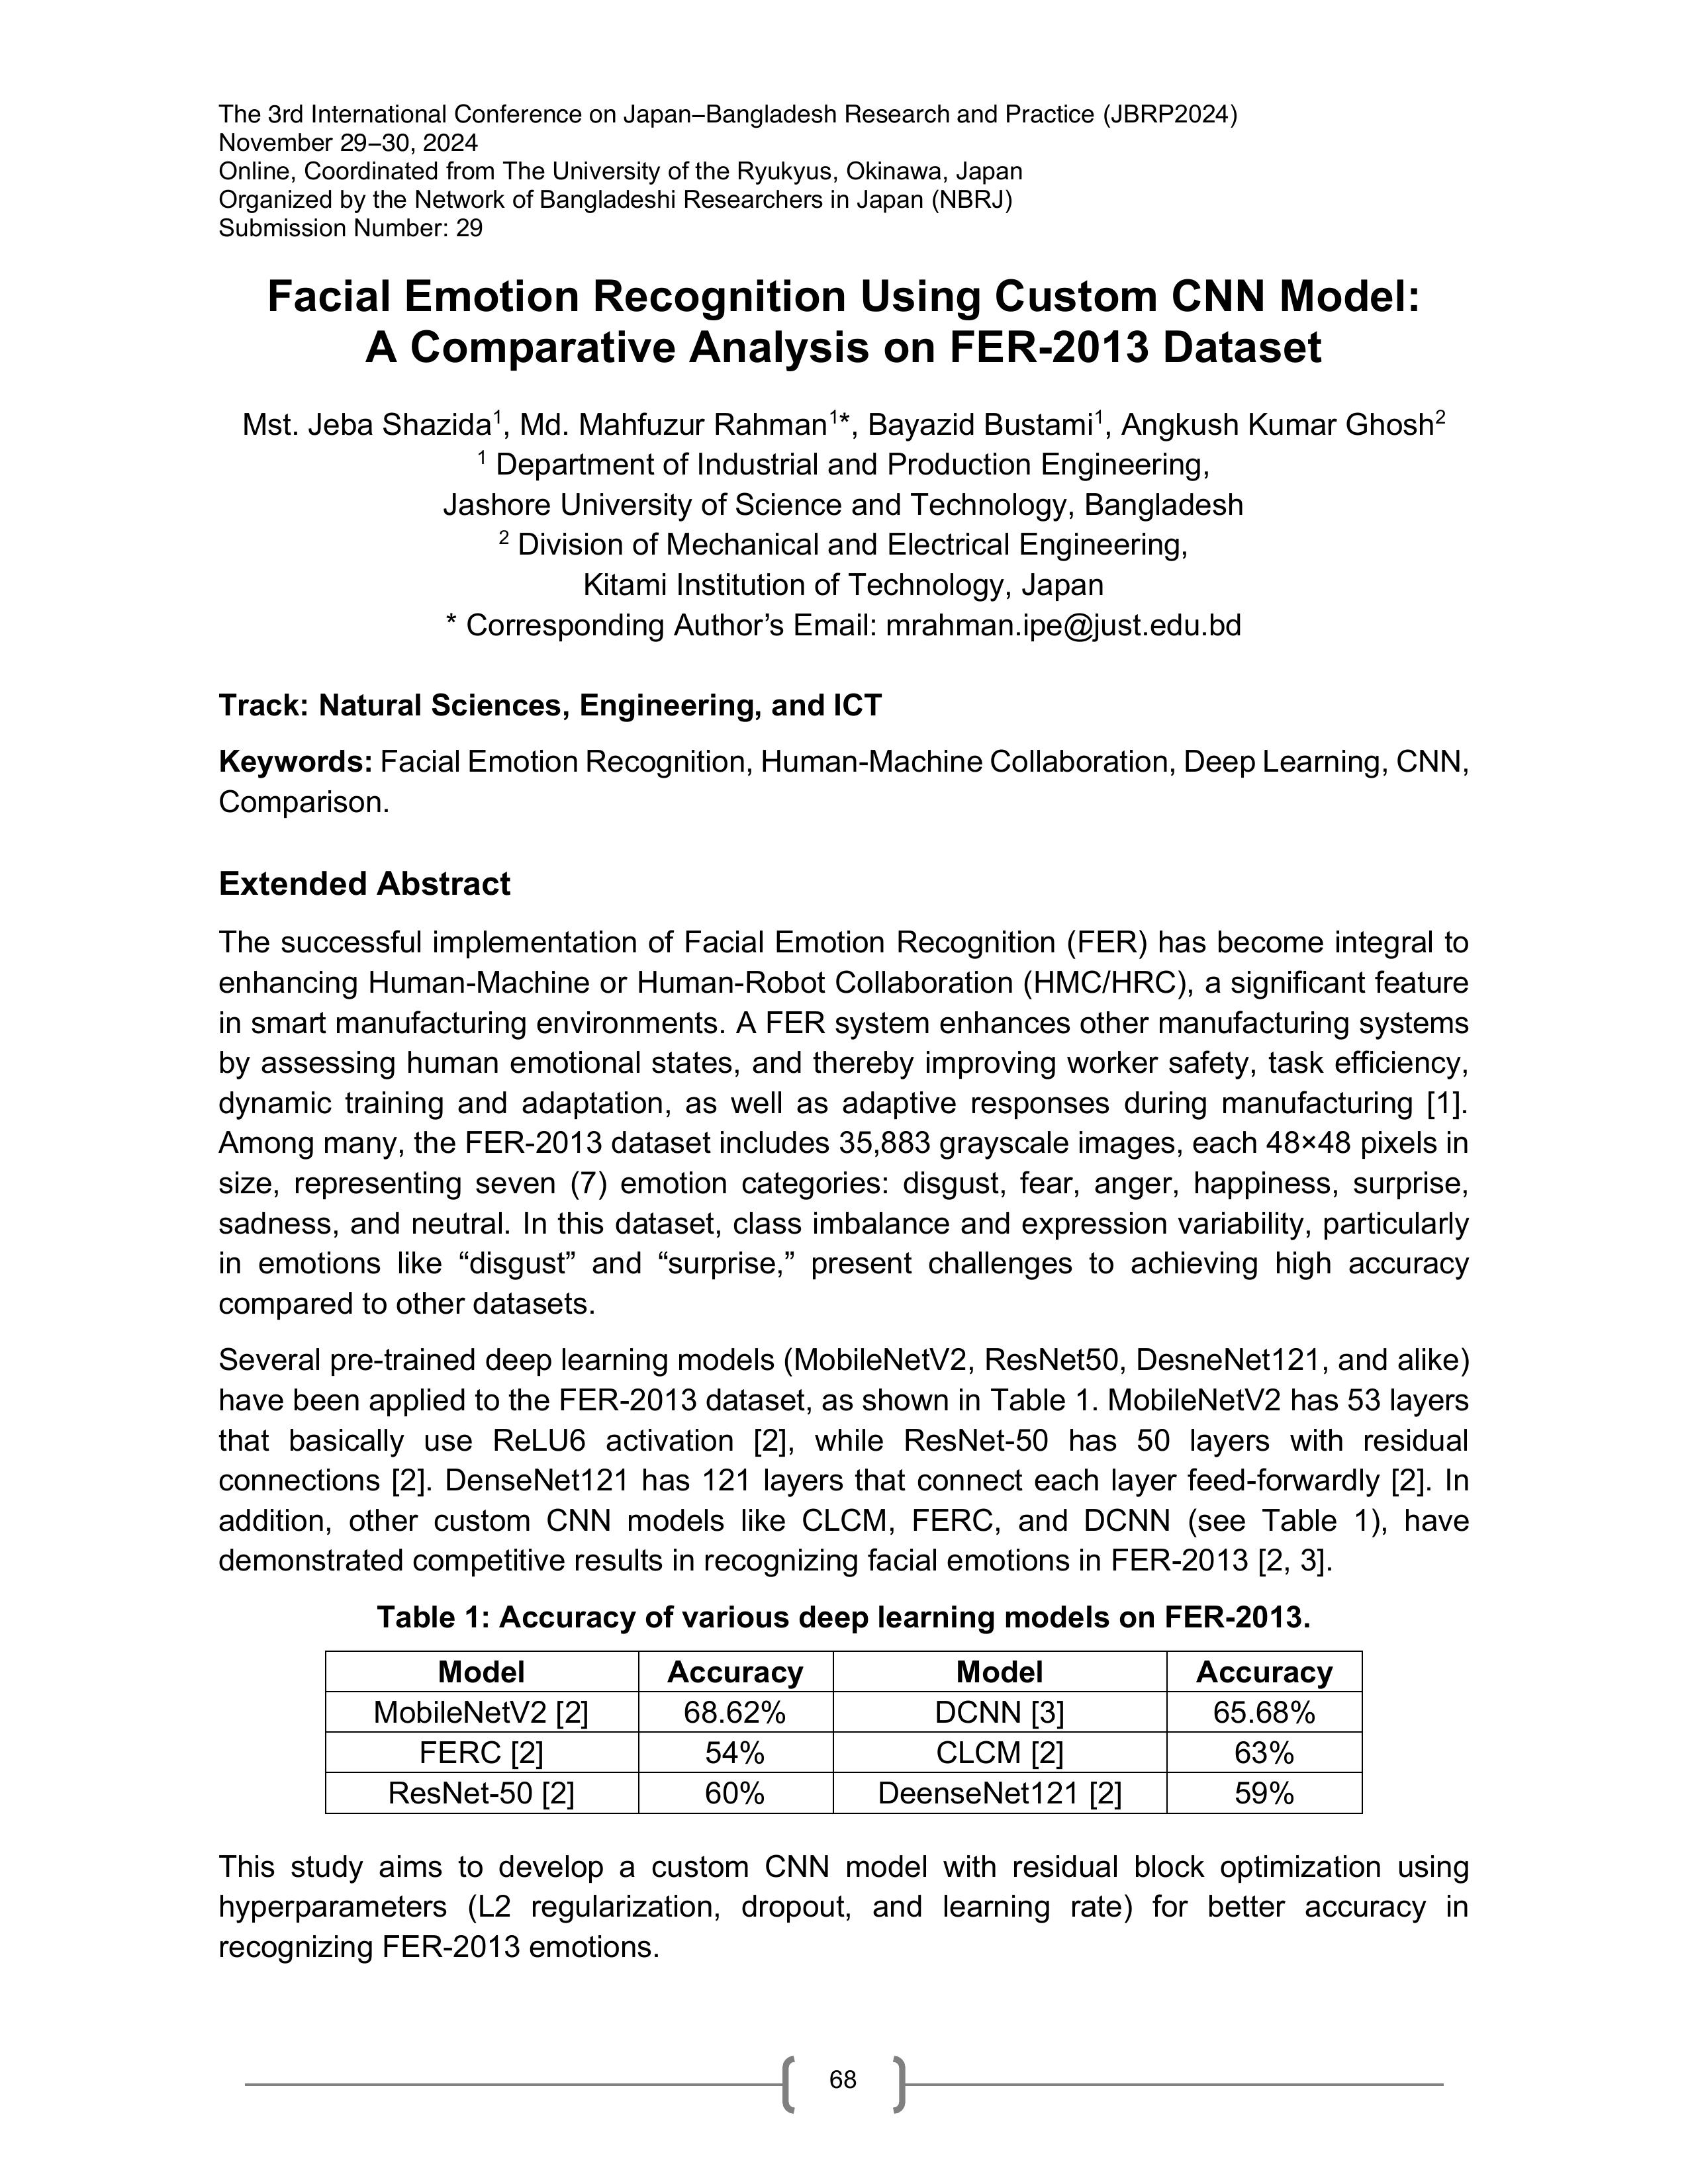 The 3rd International Conference on Japan–Bangladesh Research and Practice (JBRP2024)
November 29–30, 2024
Online, Coordinated from The University of the Ryukyus, Okinawa, Japan
Organized by the Network of Bangladeshi Researchers in Japan (NBRJ)
Submission Number: 29
Facial Emotion Recognition Using Custom CNN Model:
A Comparative Analysis on FER-2013 Dataset
Mst. Jeba Shazida1, Md. Mahfuzur Rahman1*, Bayazid Bustami1, Angkush Kumar Ghosh2
1 Department of Industrial and Production Engineering,
Jashore University of Science and Technology, Bangladesh
2 Division of Mechanical and Electrical Engineering,
Kitami Institution of Technology, Japan
* Corresponding Author’s Email: mrahman.ipe@just.edu.bd
Track: Natural Sciences, Engineering, and ICT
Keywords: Facial Emotion Recognition, Human-Machine Collaboration, Deep Learning, CNN,
Comparison.
Extended Abstract
The successful implementation of Facial Emotion Recognition (FER) has become integral to
enhancing Human-Machine or Human-Robot Collaboration (HMC/HRC), a significant feature
in smart manufacturing environments. A FER system enhances other manufacturing systems
by assessing human emotional states, and thereby improving worker safety, task efficiency,
dynamic training and adaptation, as well as adaptive responses during manufacturing [1].
Among many, the FER-2013 dataset includes 35,883 grayscale images, each 48×48 pixels in
size, representing seven (7) emotion categories: disgust, fear, anger, happiness, surprise,
sadness, and neutral. In this dataset, class imbalance and expression variability, particularly
in emotions like “disgust” and “surprise,” present challenges to achieving high accuracy
compared to other datasets.
Several pre-trained deep learning models (MobileNetV2, ResNet50, DesneNet121, and alike)
have been applied to the FER-2013 dataset, as shown in Table 1. MobileNetV2 has 53 layers
that basically use ReLU6 activation [2], while ResNet-50 has 50 layers with residual
connections [2]. DenseNet121 has 121 layers that connect each layer feed-forwardly [2]. In
addition, other custom CNN models like CLCM, FERC, and DCNN (see Table 1), have
demonstrated competitive results in recognizing facial emotions in FER-2013 [2, 3].
Table 1: Accuracy of various deep learning models on FER-2013.
Model Accuracy Model Accuracy
MobileNetV2 [2] 68.62% DCNN [3] 65.68%
FERC [2] 54% CLCM [2] 63%
ResNet-50 [2] 60% DeenseNet121 [2] 59%
This study aims to develop a custom CNN model with residual block optimization using
hyperparameters (L2 regularization, dropout, and learning rate) for better accuracy in
recognizing FER-2013 emotions.
68